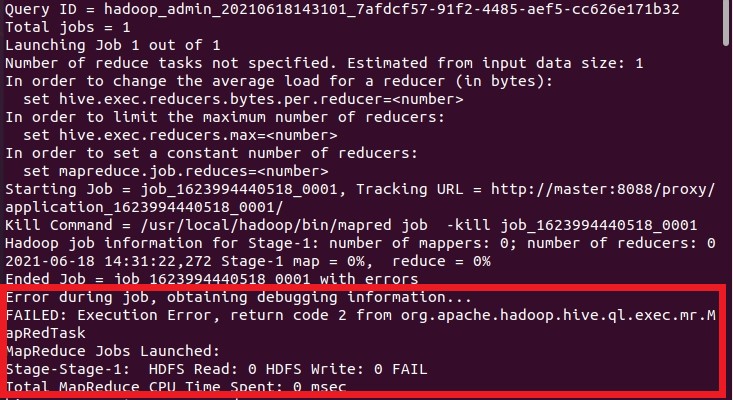 Query ID = hadoop_admin_20210618143101_7afdcf57-91f2-4485-aef5-cc626e171b32
Total jobs = 1
Launching Job 1 out of 1
Number of reduce tasks not specified. Estimated from input data size: 1
In order to change the average load for a reducer (in bytes):
  set hive.exec.reducers.bytes.per.reducer=<number>
In order to limit the maximum number of reducers:
  set hive.exec.reducers.max=<number>
In order to set a constant number of reducers:
  set mapreduce.job.reduces=<number>
Starting Job = job_1623994440518_0001, Tracking URL = http://master:8088/proxy/
application_1623994440518_0001/
Kill Command = /usr/local/hadoop/bin/mapred job  -kill job_1623994440518_0001
Hadoop job information for Stage-1: number of mappers: 0; number of reducers: 0
2021-06-18 14:31:22,272 Stage-1 map = 0%,  reduce = 0%
Ended Job = job_1623994440518_0001 with errors
Error during job, obtaining debugging information...
FAILED: Execution Error, return code 2 from org.apache.hadoop.hive.ql.exec.mr.M
apRedTask
MapReduce Jobs Launched:
Stage-Stage-1:  HDFS Read: 0 HDFS Write: 0 FAIL
Total MapReduce CPU Time Spent: 0 msec